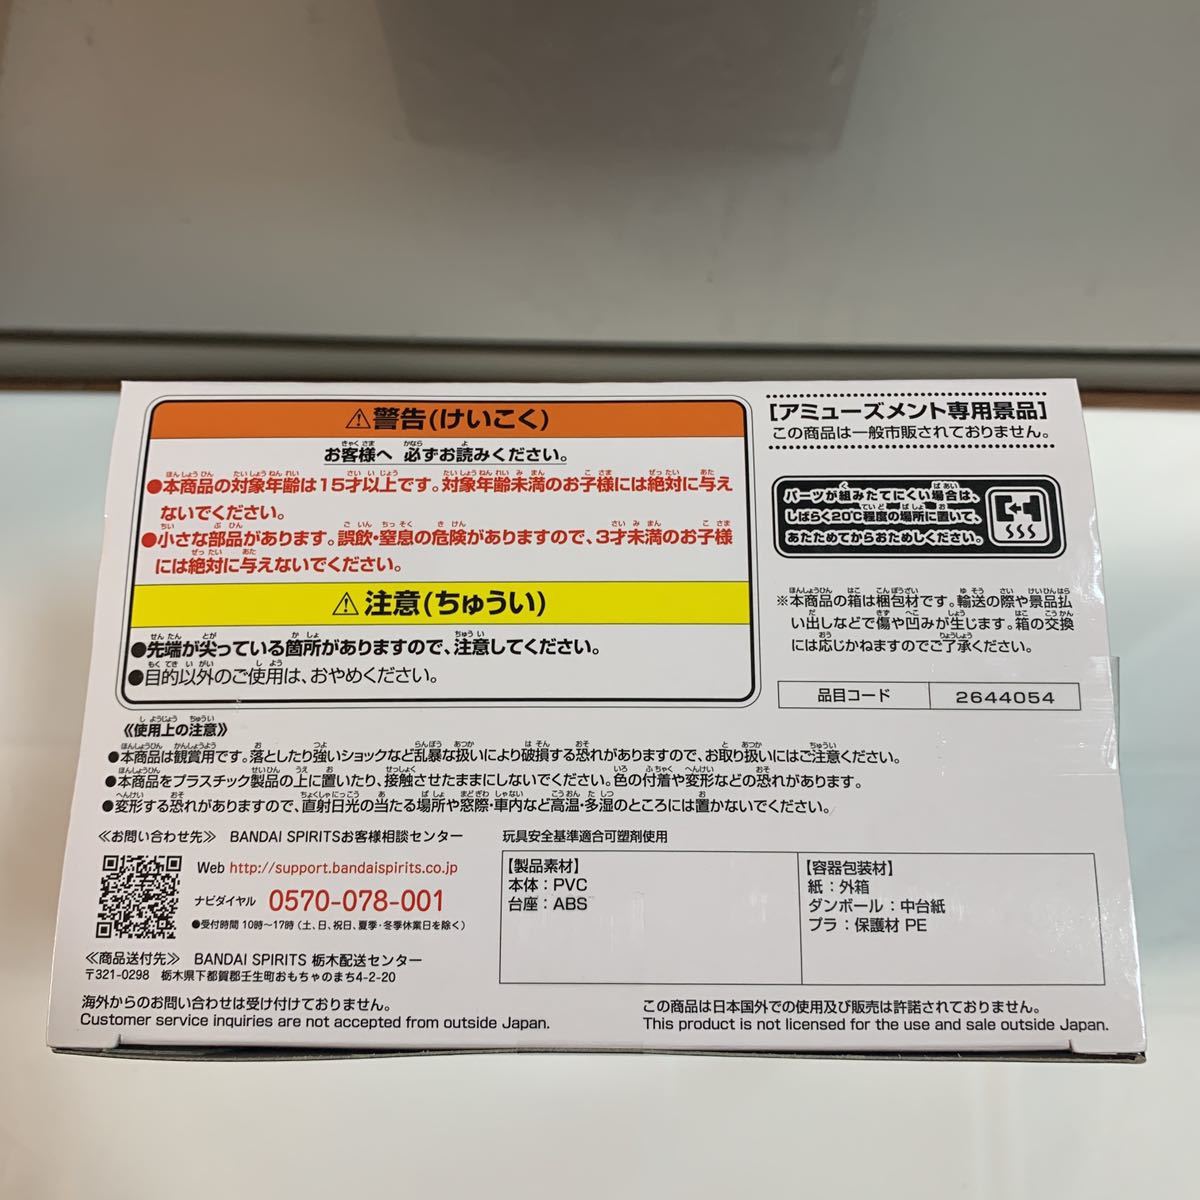 ⚠警告(けいこく)
お客様へ 必ずお読みください。
●本商品の対象年齢は15才以上です。対象年齢未満のお子様には絶対に与え
ないでください。
●小さな部品があります。誤飲・窒息の危険がありますので、3才未満のお子様
には絶対に与えないでください。
⚠注意(ちゅうい)
●先端が尖っている箇所がありますので、注意してください。
●目的以外のご使用は、おやめください。
[アミューズメント専用景品]
この商品は一般市販されておりません。
パーツが組みたてにくい場合は、
しばらく20℃程度の場所に置いて、
あたためてからおためしください。
※本商品の箱は梱包材です。輸送の際や景品払
い出しなどで傷や凹みが生じます。箱の交換
には応じかねますのでご了承ください。
品目コード 2644054
《使用上の注意》
●本商品は観賞用です。落としたり強いショックなど乱暴な扱いにより破損する恐れがありますので、お取り扱いにはご注意ください。
●本商品をプラスチック製品の上に置いたり、接触させたままにしないでください。色の付着や変形などの恐れがあります。
●変形する恐れがありますので、直射日光の当たる場所や窓際・車内など高温・多湿のところには置かないでください。
≪お問い合わせ先≫ BANDAI SPIRITSお客様相談センター
Web http://support.bandaispirits.co.jp
ナビダイヤル 0570-078-001
●受付時間 10時～17時(土、日、祝日、夏季・冬季休業日を除く)
≪商品送付先≫ BANDAI SPIRITS 栃木配送センター
〒321-0298 栃木県下都賀郡壬生町おもちゃのまち4-2-20
玩具安全基準適合可塑剤使用
【製品素材】
本体：PVC
台座：ABS
【容器包装材】
紙：外箱
ダンボール：中台紙
プラ：保護材 PE
海外からのお問い合わせは受け付けておりません。
Customer service inquiries are not accepted from outside Japan.
この商品は日本国外での使用及び販売は許諾されておりません。
This product is not licensed for the use and sale outside Japan.